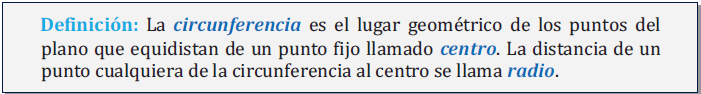 Definición: La circunferencia es el lugar geométrico de los puntos del
plano que equidistan de un punto fijo llamado centro. La distancia de un
punto cualquiera de la circunferencia al centro se llama radio.